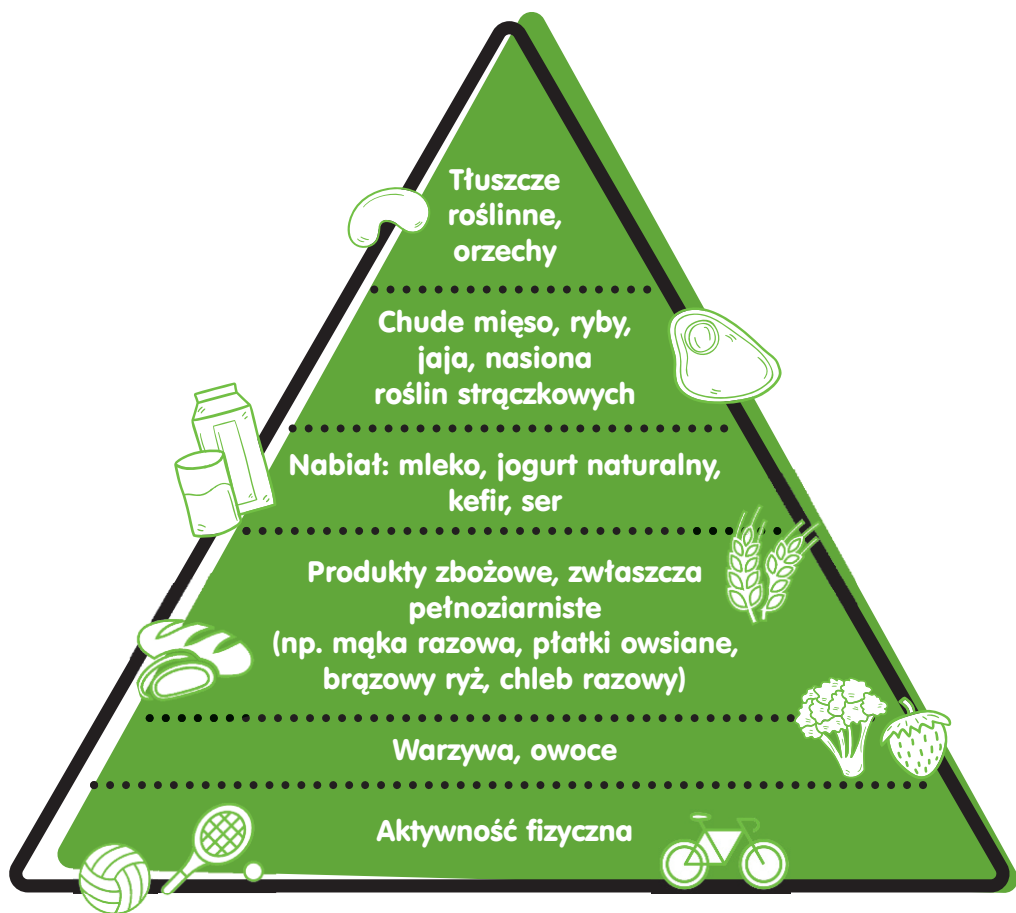 Tłuszcze
roślinne,
orzechy
Chude mięso, ryby,
jaja, nasiona
roślin strączkowych
Nabiał: mleko, jogurt naturalny,
kefir, ser
Produkty zbożowe, zwłaszcza
pełnoziarniste
(np. mąka razowa, płatki owsiane,
brązowy ryż, chleb razowy)
Warzywa, owoce
Aktywność fizyczna